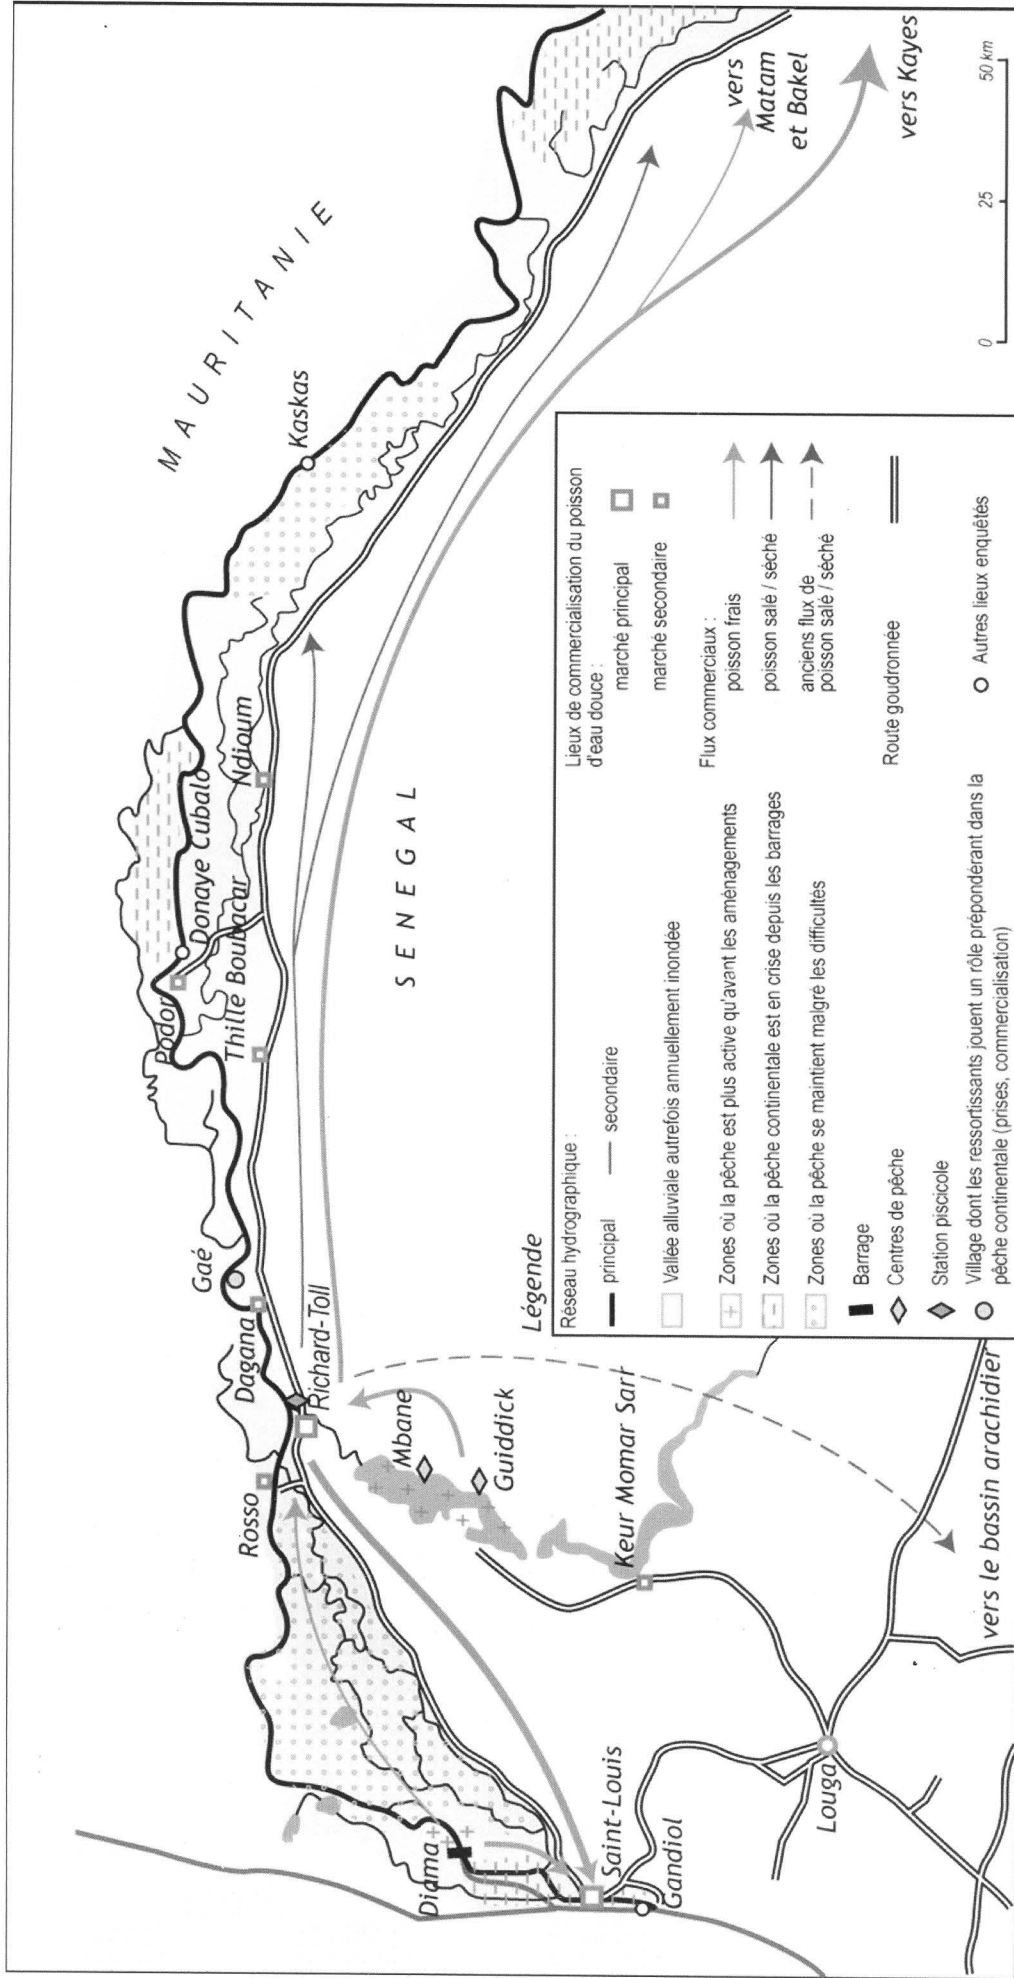 MAURITANIE
Kaskas
Podor
Donaye Cubalo
Ndioum
Thille Boubacar
Gaé
Dagana
Richard-Toll
Rosso
Mbane
Guiddick
Keur Momar Sarr
Diama
Saint-Louis
Gandiol
Louga
SENEGAL
vers
Matam
et Bakel
vers Kayes
vers le bassin arachidier
0 25 50 km
Légende
Réseau hydrographique :
principal
secondaire
Vallée alluviale autrefois annuellement inondée
Zones où la pêche est plus active qu'avant les aménagements
Zones où la pêche continentale est en crise depuis les barrages
Zones où la pêche se maintient malgré les difficultés
Barrage
Centres de pêche
Station piscicole
Village dont les ressortissants jouent un rôle prépondérant dans la
pêche continentale (prises, commercialisation)
Lieux de commercialisation du poisson
d'eau douce :
marché principal
marché secondaire
Flux commerciaux :
poisson frais
poisson salé / séché
anciens flux de
poisson salé / séché
Route goudronnée
Autres lieux enquêtés